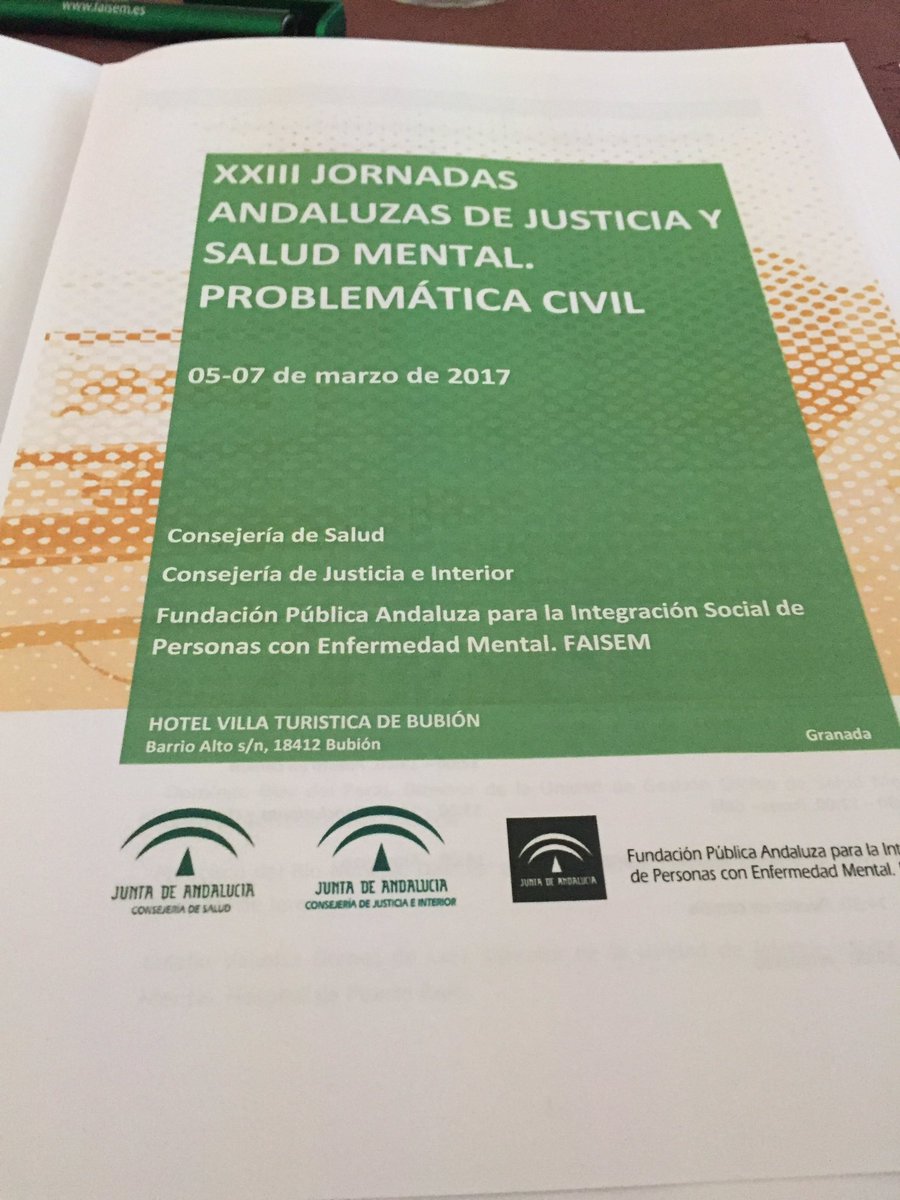 www.faisem.es
XXIII JORNADAS
ANDALUZAS DE JUSTICIA Y
SALUD MENTAL.
PROBLEMÁTICA CIVIL
05-07 de marzo de 2017
Consejería de Salud
Consejería de Justicia e Interior
Fundación Pública Andaluza para la Integración Social de
Personas con Enfermedad Mental. FAISEM
HOTEL VILLA TURISTICA DE BUBIÓN
Barrio Alto s/n, 18412 Bubión
Granada
JUNTA DE ANDALUCIA
CONSEJERÍA DE SALUD
JUNTA DE ANDALUCIA
CONSEJERÍA DE JUSTICIA E INTERIOR
JUNTA DE ANDALUCIA
Fundación Pública Andaluza para la Int
de Personas con Enfermedad Mental.